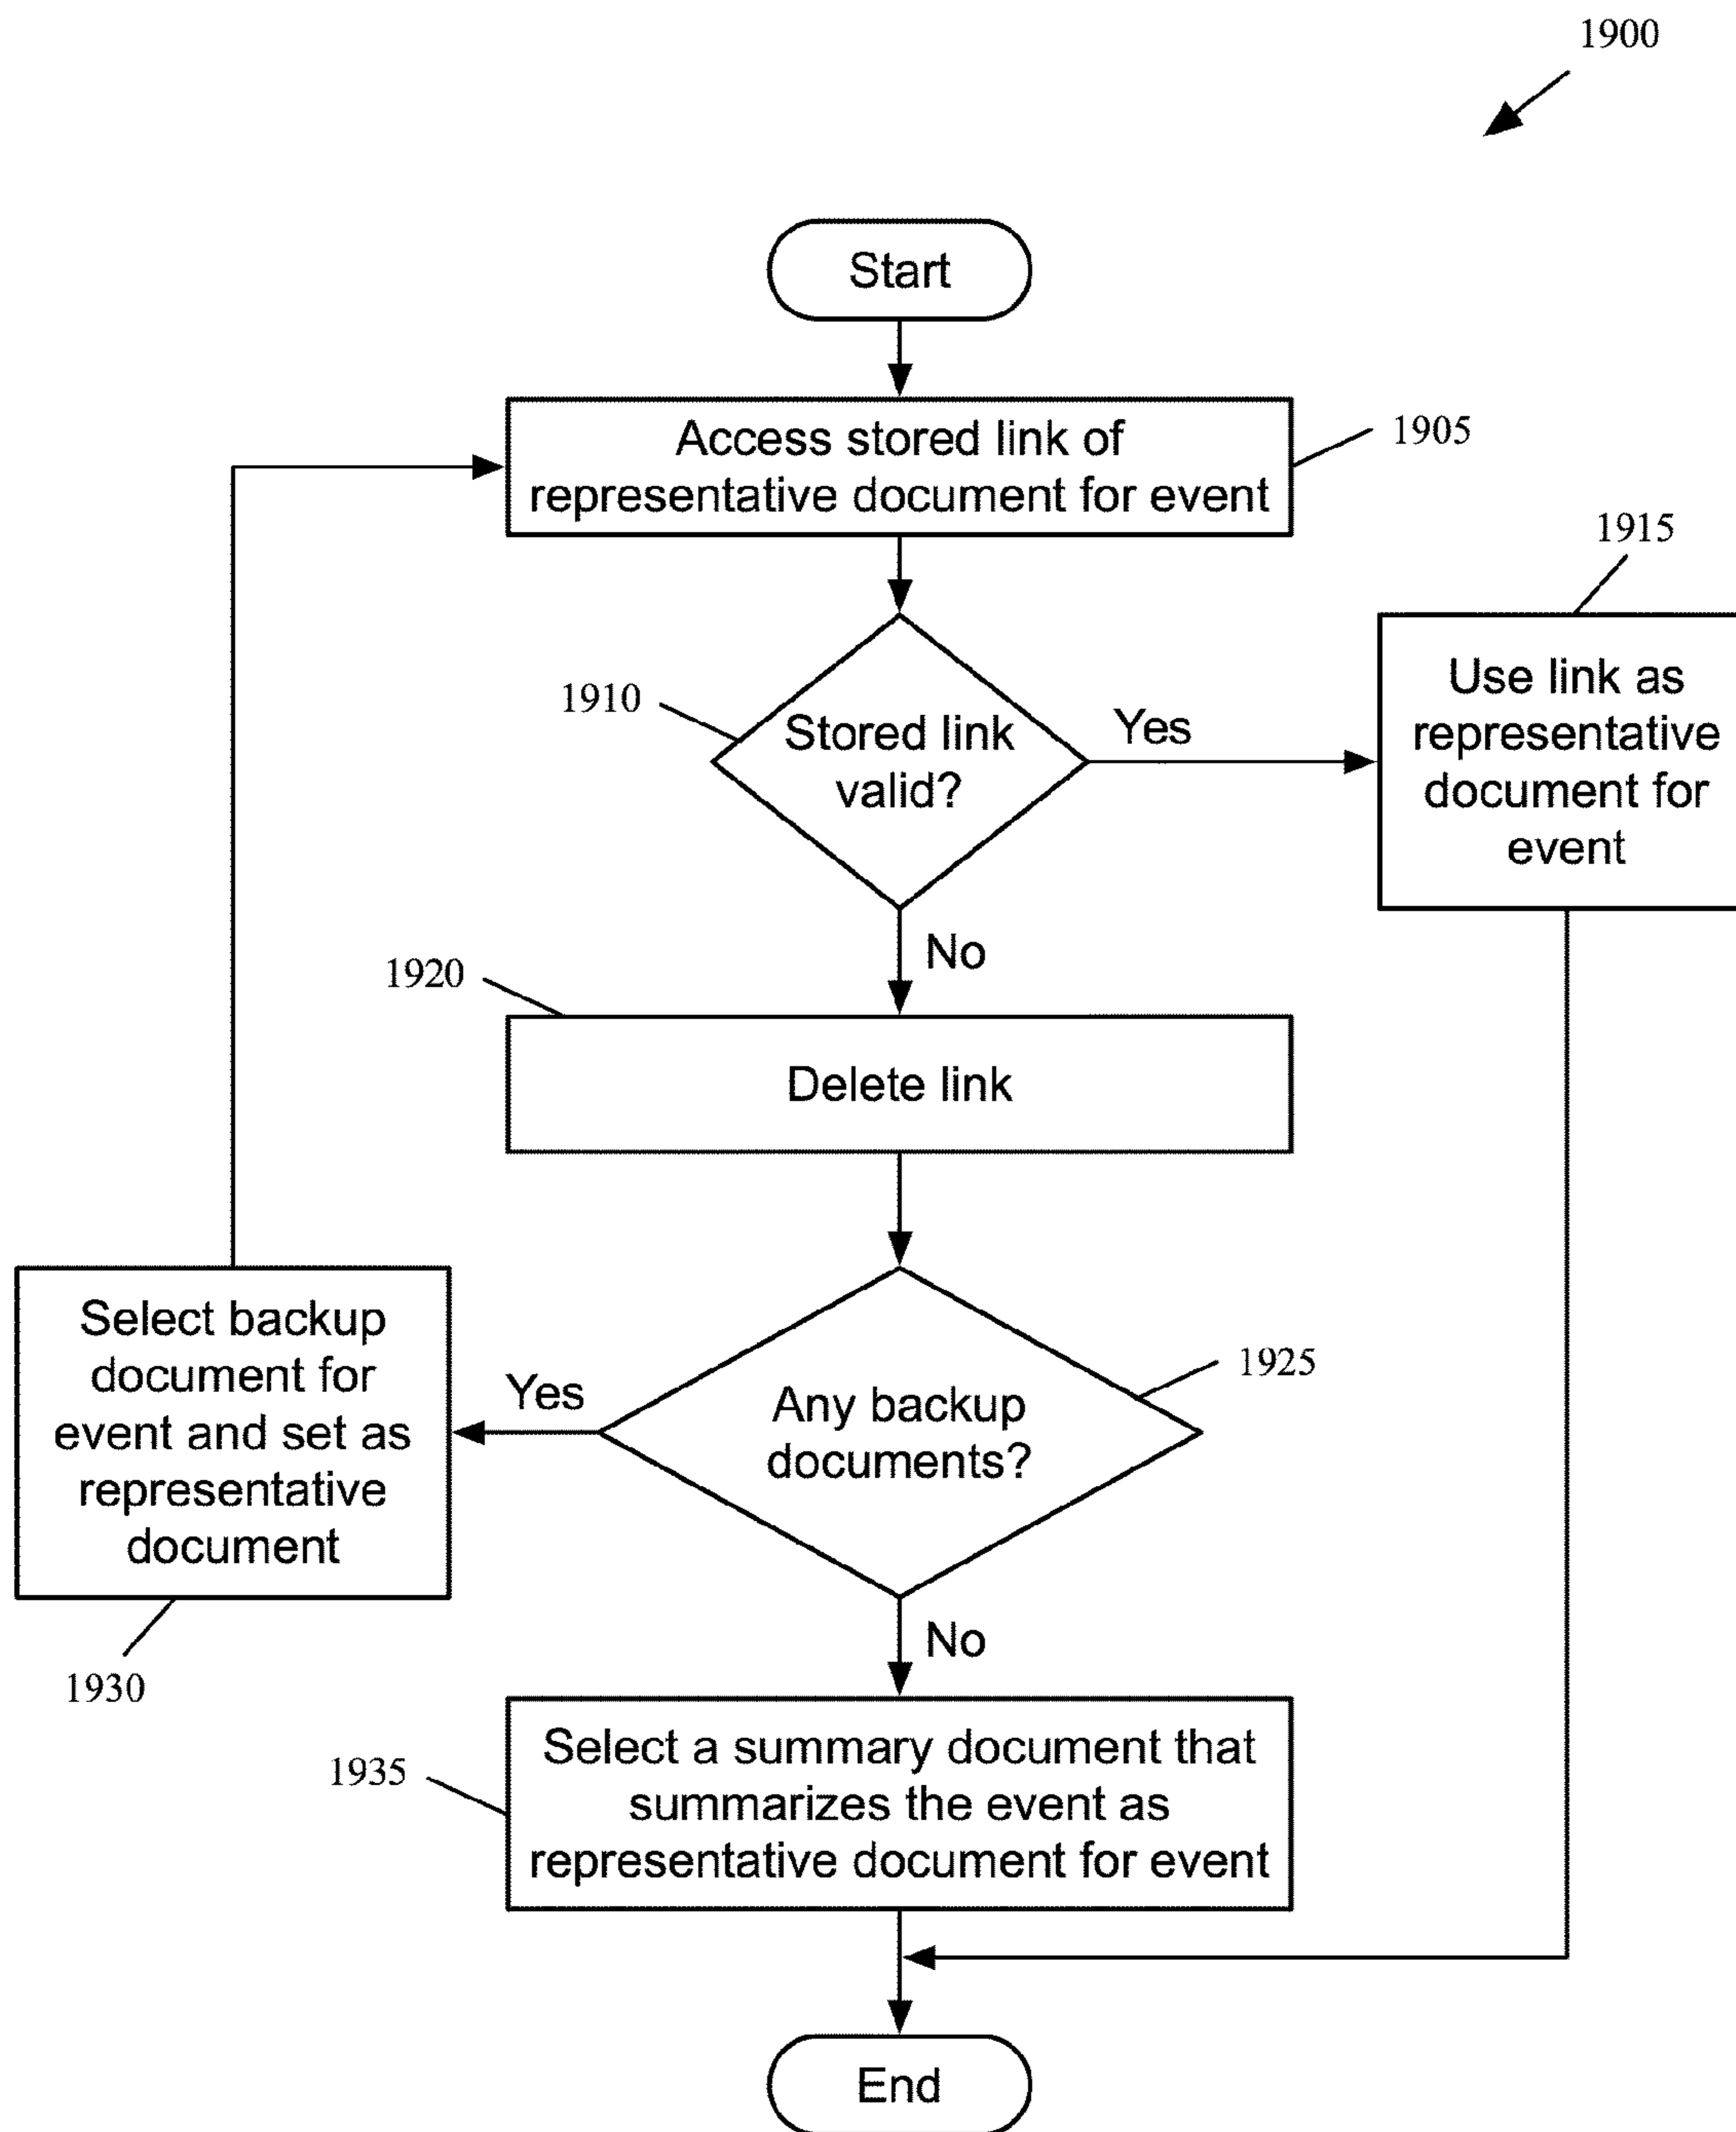 1900
Start
Access stored link of
representative document for event
1905
1915
Use link as
representative
document for
event
1910
Stored link
valid?
Yes
No
1920
Delete link
Select backup
document for
event and set as
representative
document
Yes
1925
Any backup
documents?
1930
No
1935
Select a summary document that
summarizes the event as
representative document for event
End